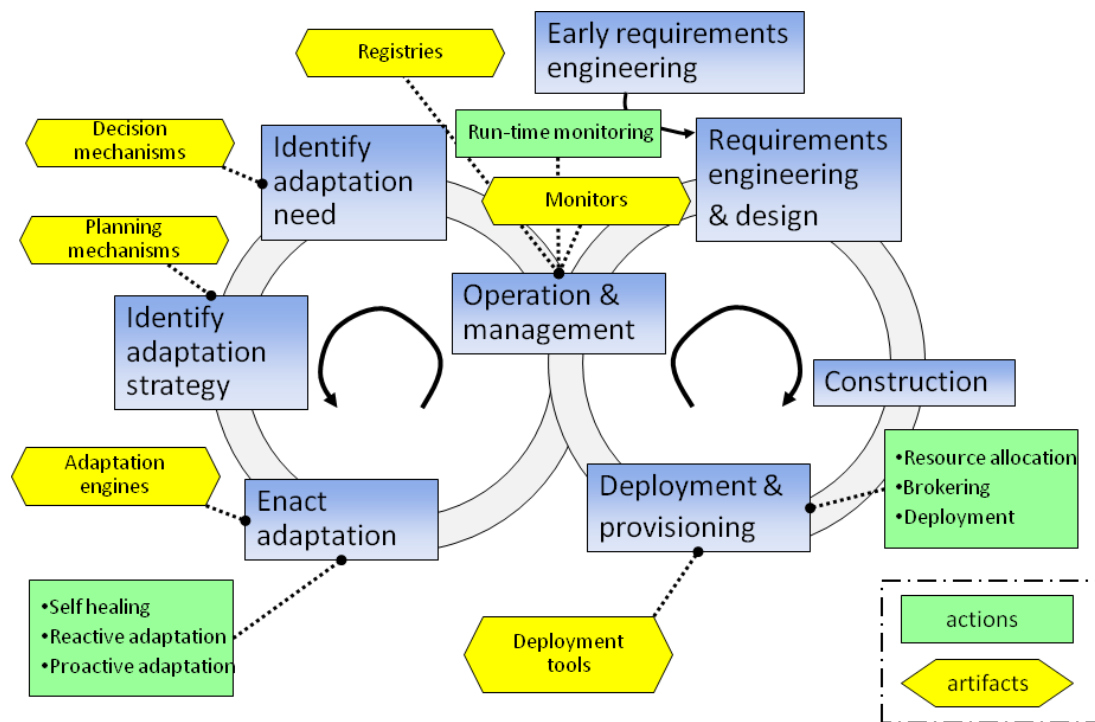 Registries
Early requirements
engineering
Decision
mechanisms
Identify
adaptation
need
Run-time monitoring
Requirements
engineering
& design
Monitors
Planning
mechanisms
Operation &
management
Identify
adaptation
strategy
Construction
Adaptation
engines
Enact
adaptation
Deployment &
provisioning
•Resource allocation
•Brokering
•Deployment
•Self healing
•Reactive adaptation
•Proactive adaptation
Deployment
tools
actions
artifacts